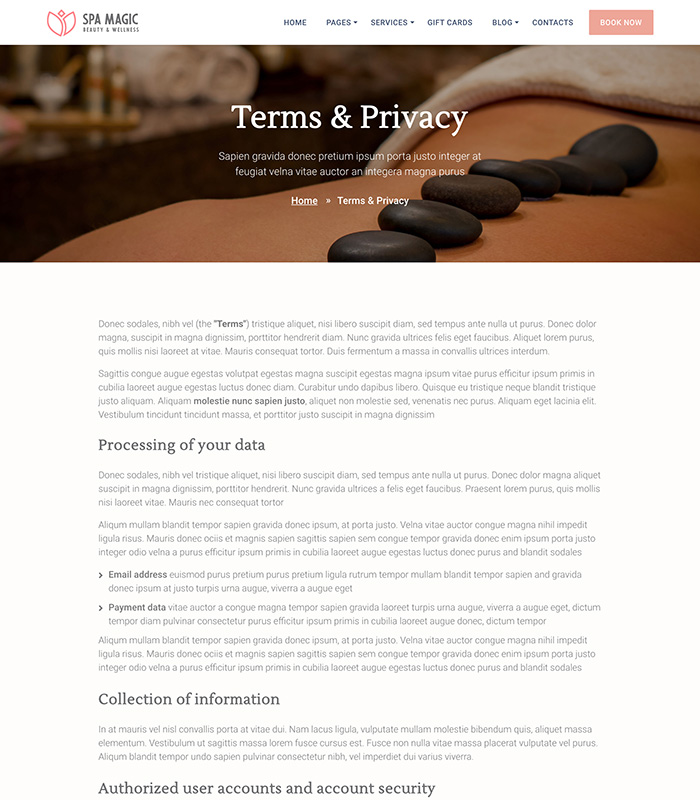 SPA MAGIC
BEAUTY & WELLNESS
HOME PAGES SERVICES GIFT CARDS BLOG CONTACTS BOOK NOW
Terms & Privacy
Sapien gravida donec pretium ipsum porta justo integer at
feugiat velna vitae auctor an integera magna purus
Home » Terms & Privacy
Donec sodales, nibh vel (the "Terms") tristique aliquet, nisi libero suscipit diam, sed tempus ante nulla ut purus. Donec dolor
magna, suscipit in magna dignissim, porttitor hendrerit diam. Nunc gravida ultrices felis eget faucibus. Aliquet lorem purus,
quis mollis nisi laoreet at vitae. Mauris consequat tortor. Duis fermentum a massa in convallis ultrices interdum.
Sagittis congue augue egestas volutpat egestas magna suscipit egestas magna ipsum vitae purus efficitur ipsum primis in
cubilia laoreet augue egestas luctus donec diam. Curabitur undo dapibus libero. Quisque eu tristique neque blandit tristique
justo aliquam. Aliquam molestie nunc sapien justo, aliquet non molestie sed, venenatis nec purus. Aliquam eget lacinia elit.
Vestibulum tincidunt tincidunt massa, et porttitor justo suscipit in magna dignissim
Processing of your data
Donec sodales, nibh vel tristique aliquet, nisi libero suscipit diam, sed tempus ante nulla ut purus. Donec dolor magna aliquet
suscipit in magna dignissim, porttitor hendrerit. Nunc gravida ultrices a felis eget faucibus. Praesent lorem purus, quis mollis
nisi vitae. Mauris nec consequat tortor
Aliqum mullam blandit tempor sapien gravida donec ipsum, at porta justo. Velna vitae auctor congue magna nihil impedit
ligula risus. Mauris donec ociis et magnis sapien sagittis sapien sem congue tempor gravida donec enim ipsum porta justo
integer odio velna a purus efficitur ipsum primis in cubilia laoreet augue egestas luctus donec purus and blandit sodales
Email address euismod purus pretium purus pretium ligula rutrum tempor mullam blandit tempor sapien and gravida
donec ipsum at justo turpis urna augue, viverra a augue eget
Payment data vitae auctor a congue magna tempor sapien gravida laoreet turpis urna augue, viverra a augue eget, dictum
tempor diam pulvinar consectetur purus efficitur ipsum primis in cubilia laoreet augue donec, dictum tempor
Aliqum mullam blandit tempor sapien gravida donec ipsum, at porta justo. Velna vitae auctor congue magna nihil impedit
ligula risus. Mauris donec ociis et magnis sapien sagittis sapien sem congue tempor gravida donec enim ipsum porta justo
integer odio velna a purus efficitur ipsum primis in cubilia laoreet augue egestas luctus donec purus and blandit sodales
Collection of information
In at mauris vel nisl convallis porta at vitae dui. Nam lacus ligula, vulputate mullam molestie bibendum quis, aliquet massa
elementum. Vestibulum ut sagittis massa lorem fusce cursus est. Fusce non nulla vitae massa placerat vulputate vel purus.
Aliqum blandit tempor undo sapien pulvinar consectetur nibh, vel imperdiet dui varius viverra.
Authorized user accounts and account security